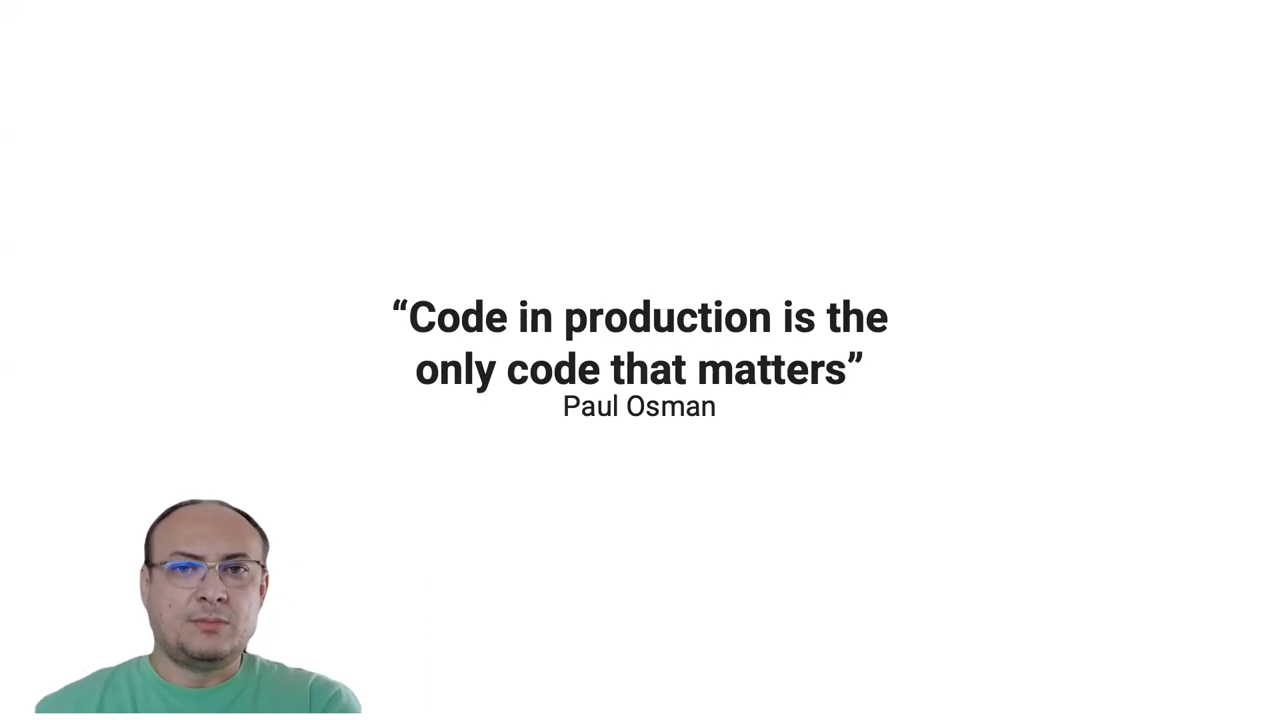 “Code in production is the
only code that matters”
Paul Osman